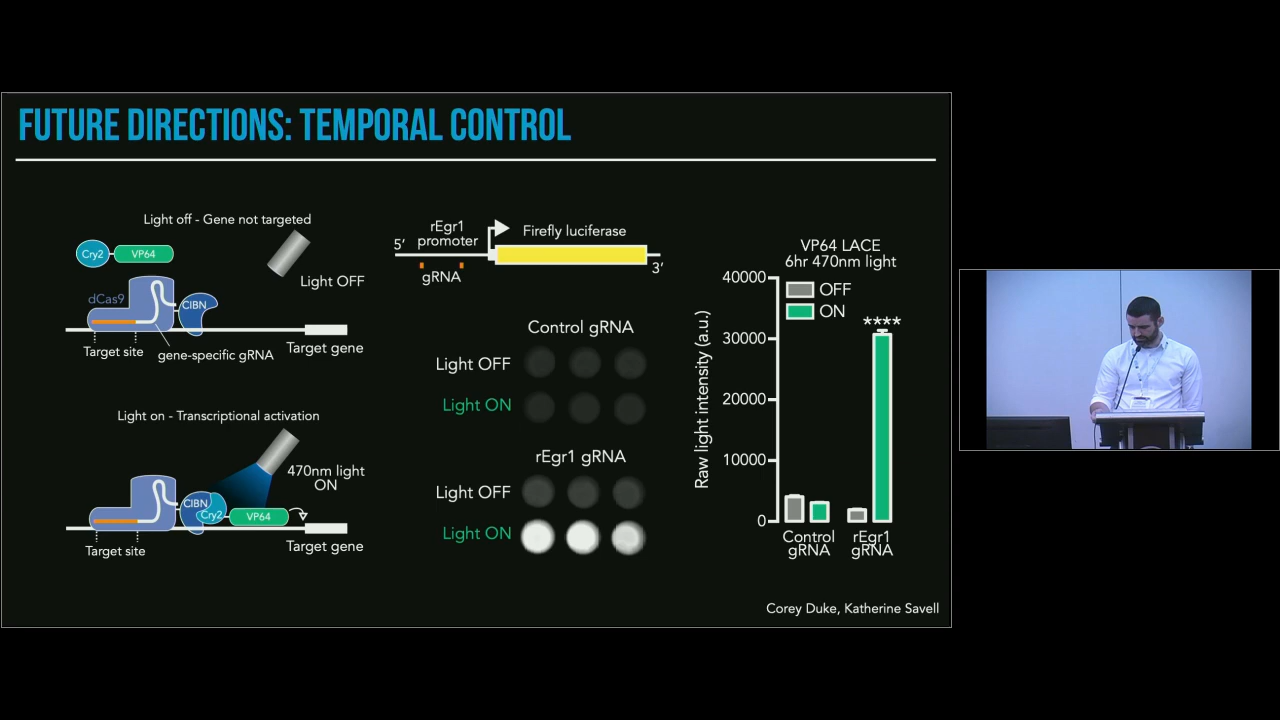 FUTURE DIRECTIONS: TEMPORAL CONTROL
Light off - Gene not targeted
Cry2
VP64
Light OFF
dCas9
CIBN
Target site
gene-specific gRNA
Target gene
Light on - Transcriptional activation
470nm light
ON
CIBN
Cry2
VP64
Target site
Target gene
rEgr1
promoter
Firefly luciferase
5’
3’
gRNA
Control gRNA
Light OFF
Light ON
rEgr1 gRNA
Light OFF
Light ON
VP64 LACE
6hr 470nm light
OFF
ON
****
Raw light intensity (a.u.)
40000
30000
20000
10000
0
Control
gRNA
rEgr1
gRNA
Corey Duke, Katherine Savell